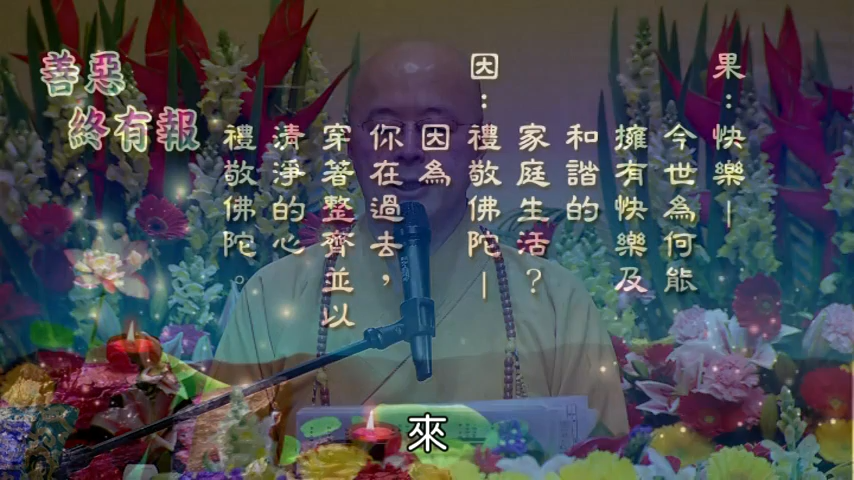 善惡
終有報
果：快樂—
今世為何能
擁有快樂及
和諧的
家庭生活？
因：禮敬佛陀—
因為
你在過去，
穿著整齊並以
清淨的心
禮敬佛陀。
來